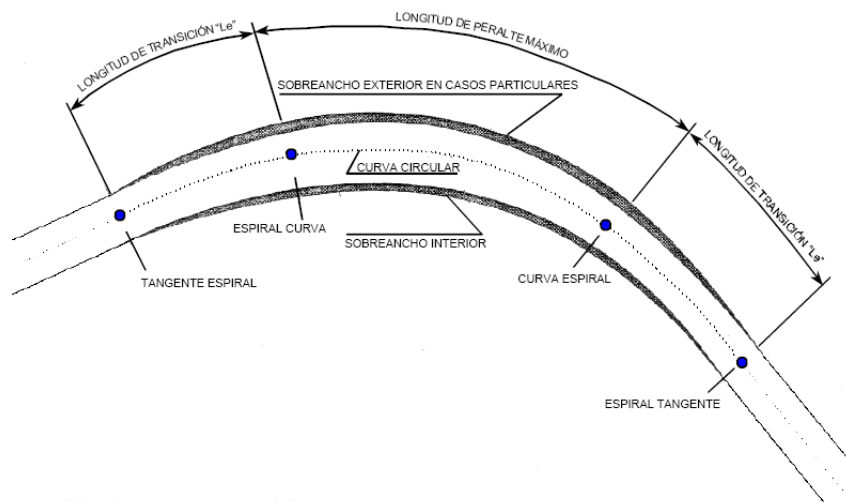 LONGITUD DE TRANSICIÓN "Le"
LONGITUD DE PERALTE MÁXIMO
SOBREANCHO EXTERIOR EN CASOS PARTICULARES
LONGITUD DE TRANSICIÓN "Le"
CURVA CIRCULAR
ESPIRAL CURVA
SOBREANCHO INTERIOR
TANGENTE ESPIRAL
CURVA ESPIRAL
ESPIRAL TANGENTE